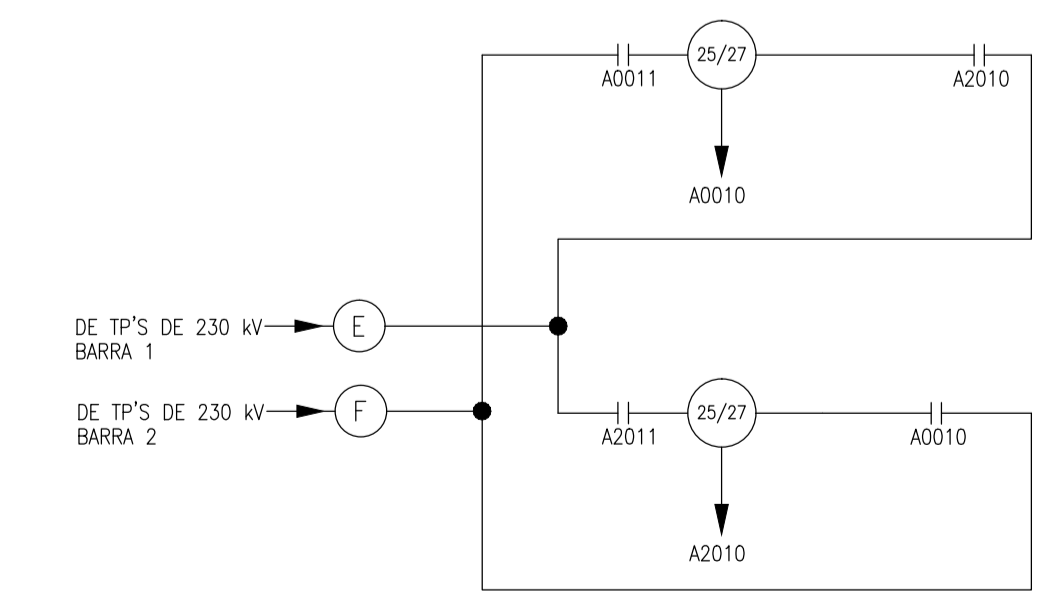 25/27
A0011
A2010
A0010
DE TP'S DE 230 kV
BARRA 1
E
DE TP'S DE 230 kV
BARRA 2
F
25/27
A2011
A0010
A2010